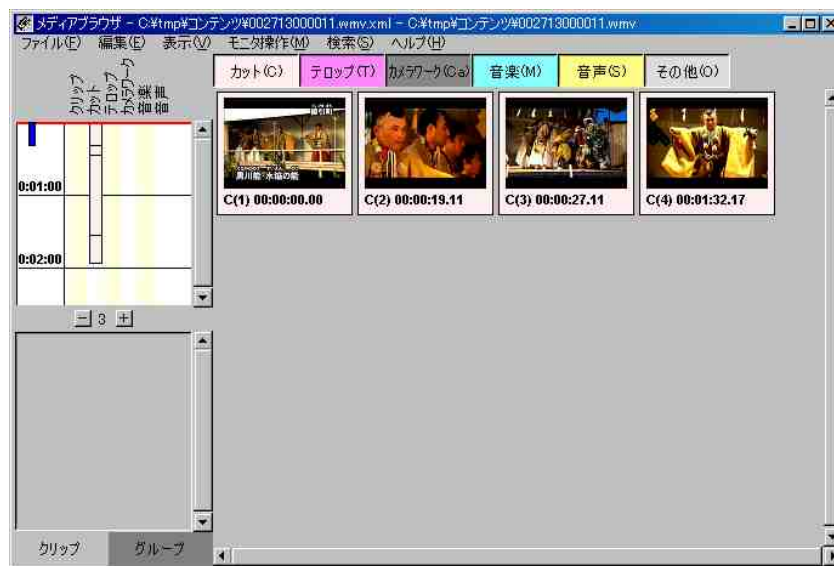 メディアブラウザ - C:¥tmp¥コンテンツ¥002713000011.wmv.xml - C:¥tmp¥コンテンツ¥002713000011.wmv
ファイル(F) 編集(E) 表示(V) モニタ操作(M) 検索(S) ヘルプ(H)
カット(C) テロップ(T) カメラワーク(Ca) 音楽(M) 音声(S) その他(O)
クリップ
カット
テロップ
カメラワーク
音楽
音声
0:01:00
0:02:00
- 3 +
黒川能 水焔の能
C(1) 00:00:00.00 C(2) 00:00:19.11 C(3) 00:00:27.11 C(4) 00:01:32.17
クリップ グループ